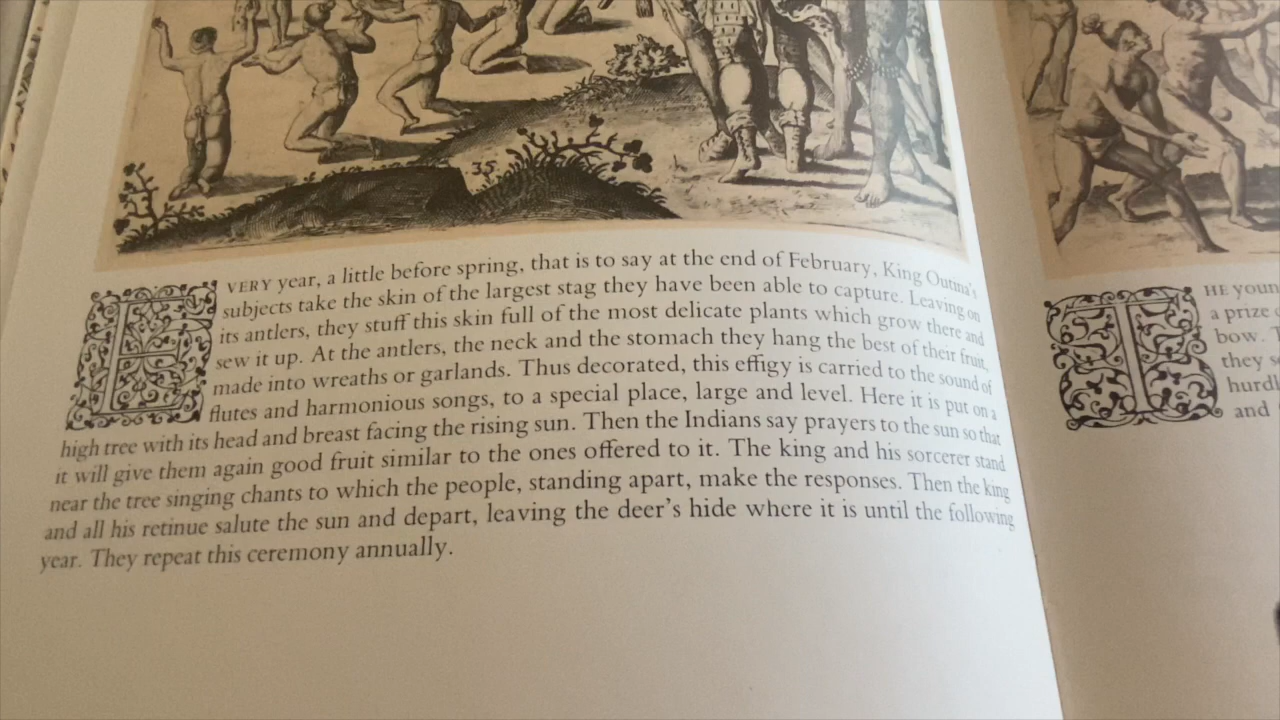 35
EVERY year, a little before spring, that is to say at the end of February, King Outina's
subjects take the skin of the largest stag they have been able to capture. Leaving on
its antlers, they stuff this skin full of the most delicate plants which grow there and
sew it up. At the antlers, the neck and the stomach they hang the best of their fruit,
made into wreaths or garlands. Thus decorated, this effigy is carried to the sound of
flutes and harmonious songs, to a special place, large and level. Here it is put on a
high tree with its head and breast facing the rising sun. Then the Indians say prayers to the sun so that
it will give them again good fruit similar to the ones offered to it. The king and his sorcerer stand
near the tree singing chants to which the people, standing apart, make the responses. Then the king
and all his retinue salute the sun and depart, leaving the deer's hide where it is until the following
year. They repeat this ceremony annually.
THE
a prize
bow.
they
and